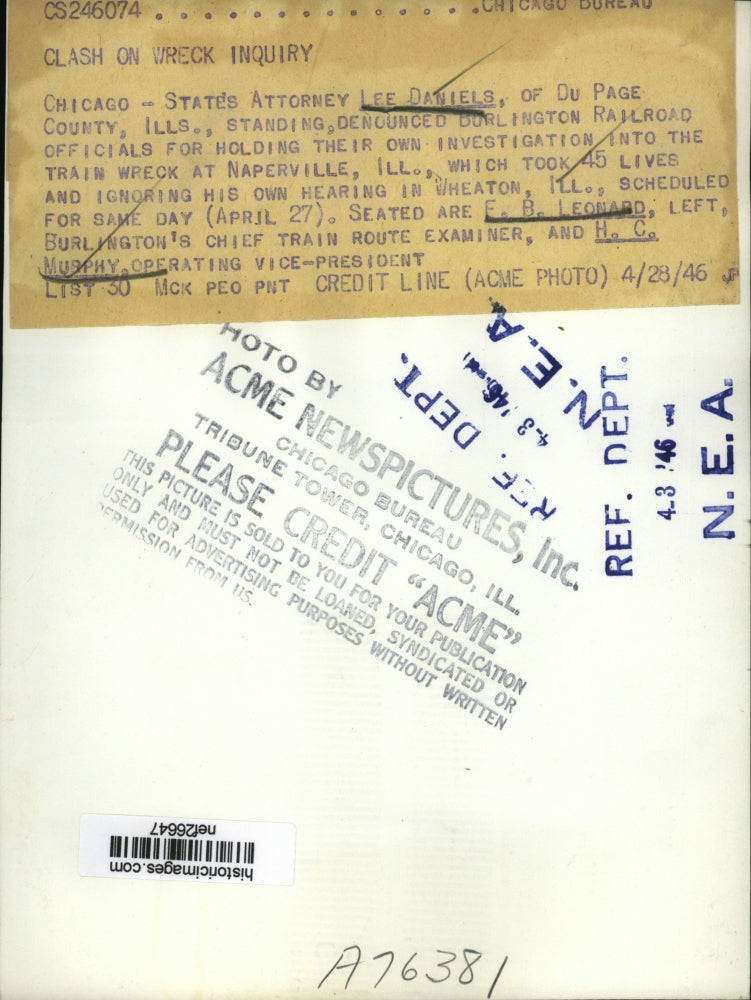 CS246074 . . . . . . . . . . . . . . . . CHICAGO BUREAU
CLASH ON WRECK INQUIRY
CHICAGO - STATE'S ATTORNEY LEE DANIELS, OF DU PAGE
COUNTY, ILLS., STANDING, DENOUNCED BURLINGTON RAILROAD
OFFICIALS FOR HOLDING THEIR OWN INVESTIGATION INTO THE
TRAIN WRECK AT NAPERVILLE, ILL., WHICH TOOK 45 LIVES
AND IGNORING HIS OWN HEARING IN WHEATON, ILL., SCHEDULED
FOR SAME DAY (APRIL 27). SEATED ARE E. B. LEONARD, LEFT,
BURLINGTON'S CHIEF TRAIN ROUTE EXAMINER, AND H. C.
MURPHY, OPERATING VICE-PRESIDENT
LIST 30 MCK PEO PNT CREDIT LINE (ACME PHOTO) 4/28/46
PHOTO BY
ACME NEWSPICTURES, Inc.
CHICAGO BUREAU
TRIBUNE TOWER, CHICAGO, ILL.
PLEASE CREDIT "ACME"
THIS PICTURE IS SOLD TO YOU FOR YOUR PUBLICATION
ONLY AND MUST NOT BE LOANED, SYNDICATED OR
USED FOR ADVERTISING PURPOSES WITHOUT WRITTEN
PERMISSION FROM US.
REF. DEPT.
4-3 '46
N.E.A.
REF. DEPT.
4-3 '46
N.E.A.
historicimages.com
nef26647
A76381